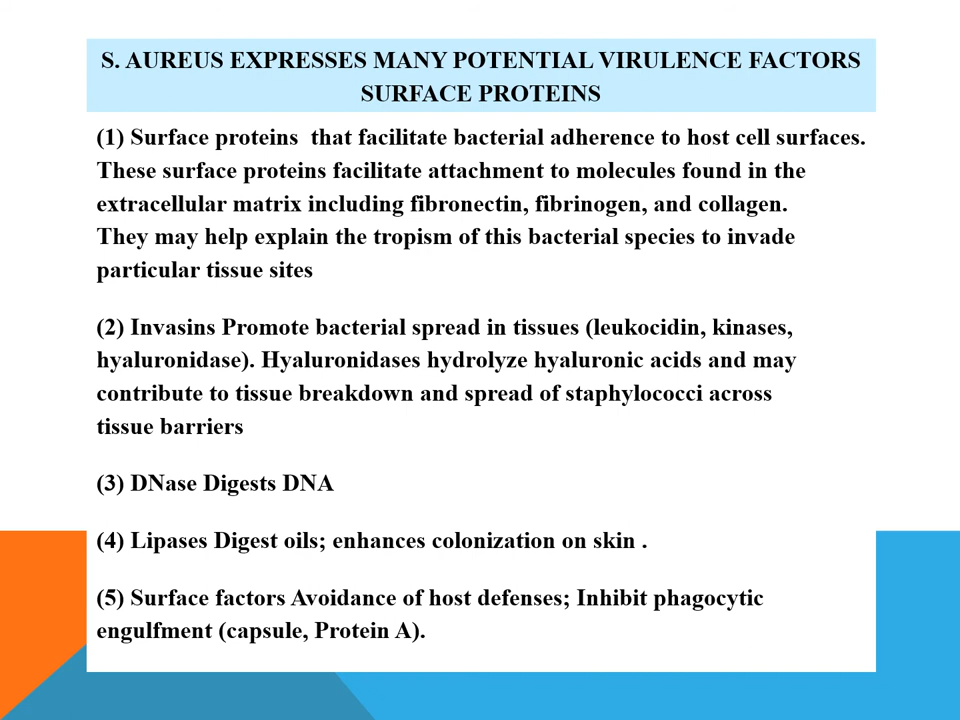 S. AUREUS EXPRESSES MANY POTENTIAL VIRULENCE FACTORS
SURFACE PROTEINS
(1) Surface proteins  that facilitate bacterial adherence to host cell surfaces.
These surface proteins facilitate attachment to molecules found in the
extracellular matrix including fibronectin, fibrinogen, and collagen.
They may help explain the tropism of this bacterial species to invade
particular tissue sites
(2) Invasins Promote bacterial spread in tissues (leukocidin, kinases,
hyaluronidase). Hyaluronidases hydrolyze hyaluronic acids and may
contribute to tissue breakdown and spread of staphylococci across
tissue barriers
(3) DNase Digests DNA
(4) Lipases Digest oils; enhances colonization on skin .
(5) Surface factors Avoidance of host defenses; Inhibit phagocytic
engulfment (capsule, Protein A).